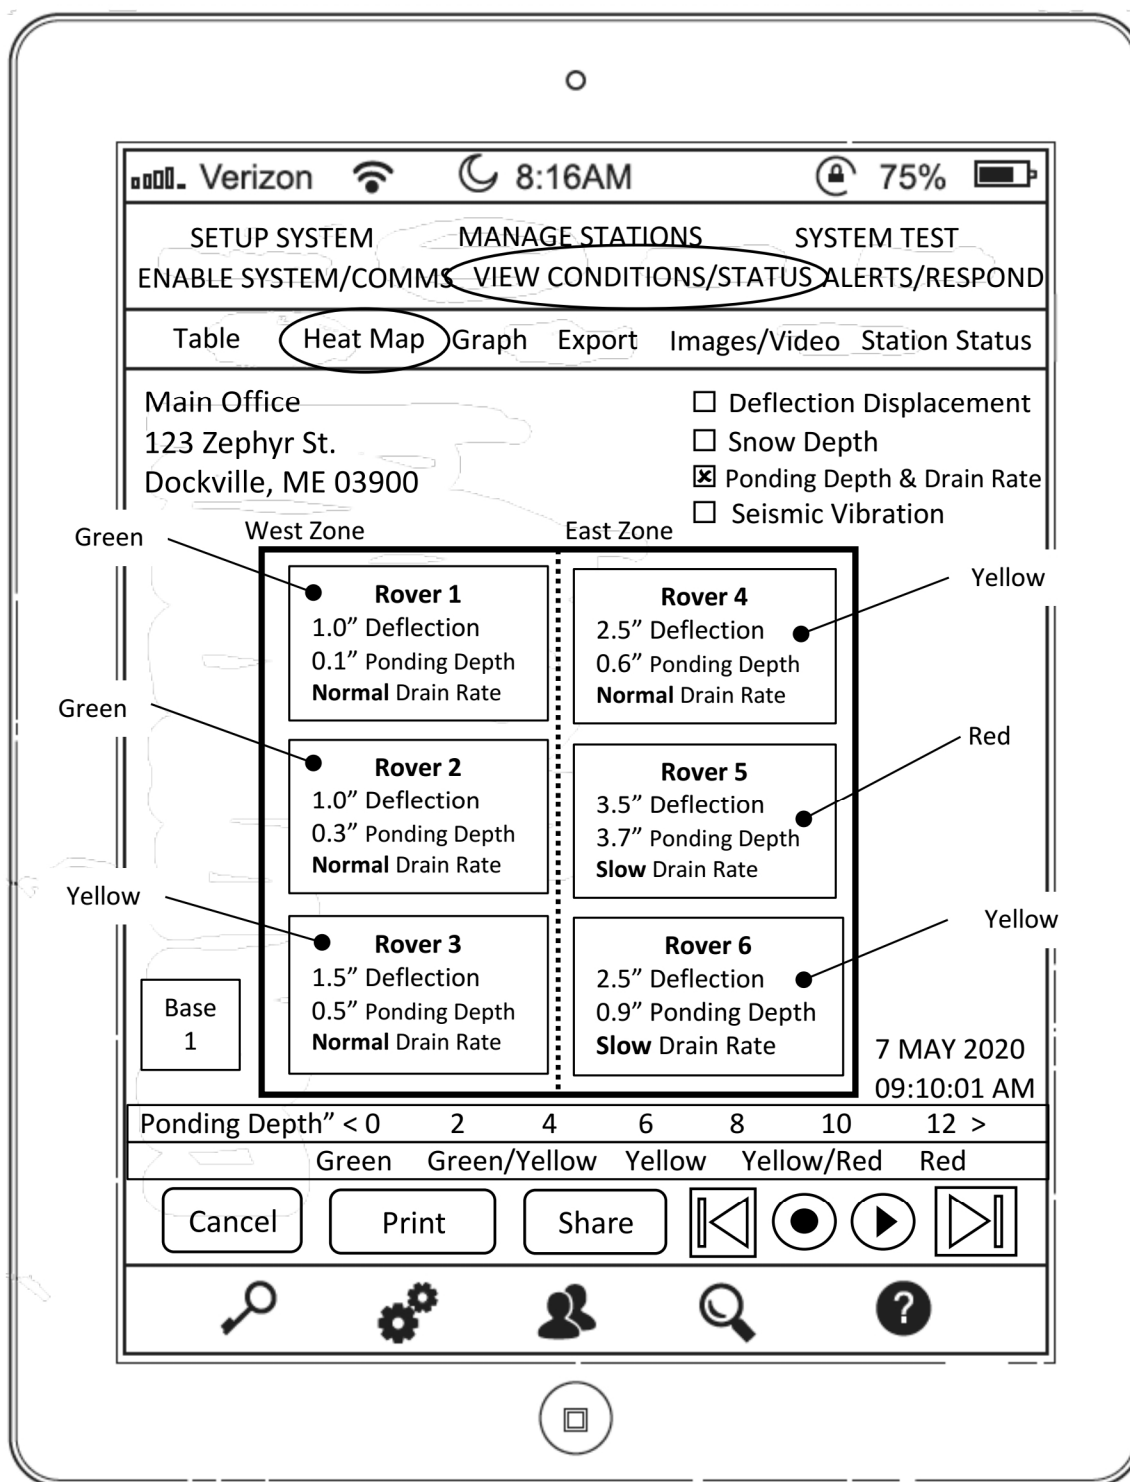 Verizon 8:16AM 75%
SETUP SYSTEM MANAGE STATIONS SYSTEM TEST
ENABLE SYSTEM/COMMS VIEW CONDITIONS/STATUS ALERTS/RESPOND
Table Heat Map Graph Export Images/Video Station Status
Main Office
123 Zephyr St.
Dockville, ME 03900
☐ Deflection Displacement
☐ Snow Depth
☒ Ponding Depth & Drain Rate
☐ Seismic Vibration
West Zone East Zone
Green
Rover 1
1.0” Deflection
0.1” Ponding Depth
Normal Drain Rate
Yellow
Rover 4
2.5” Deflection
0.6” Ponding Depth
Normal Drain Rate
Green
Rover 2
1.0” Deflection
0.3” Ponding Depth
Normal Drain Rate
Red
Rover 5
3.5” Deflection
3.7” Ponding Depth
Slow Drain Rate
Yellow
Rover 3
1.5” Deflection
0.5” Ponding Depth
Normal Drain Rate
Yellow
Rover 6
2.5” Deflection
0.9” Ponding Depth
Slow Drain Rate
Base
1
7 MAY 2020
09:10:01 AM
Ponding Depth” < 0 2 4 6 8 10 12 >
Green Green/Yellow Yellow Yellow/Red Red
Cancel Print Share
?